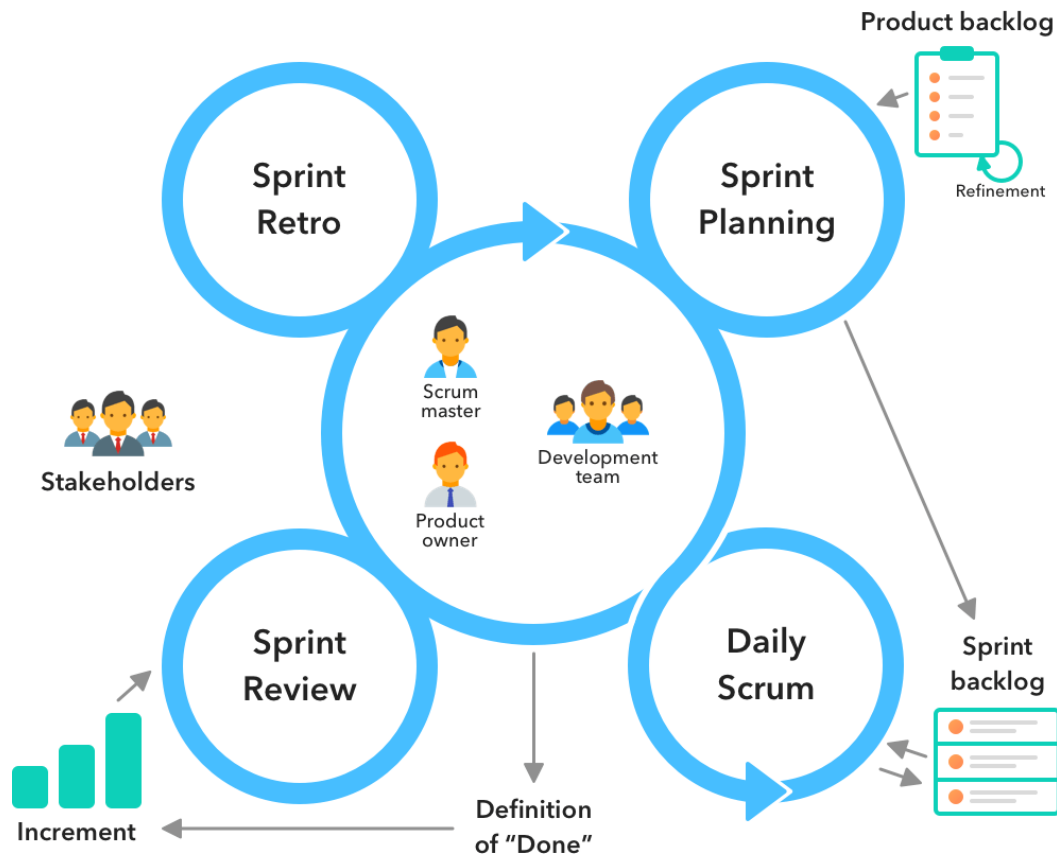 Product backlog
Sprint
Retro
Sprint
Planning
Refinement
Scrum
master
Development
team
Product
owner
Stakeholders
Sprint
Review
Daily
Scrum
Sprint
backlog
Increment
Definition
of “Done”